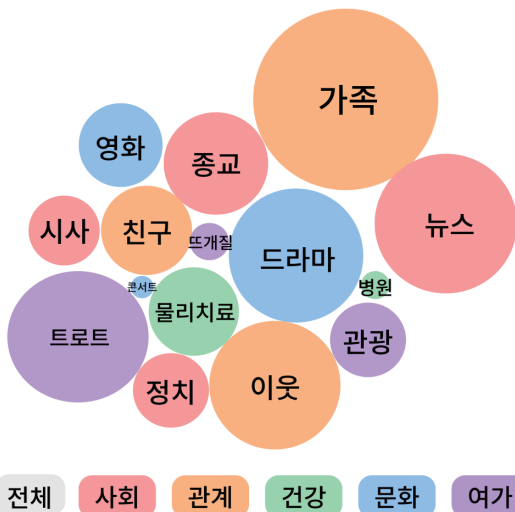 가족
영화
종교
뉴스
시사
친구
뜨개질
드라마
콘서트
병원
물리치료
트로트
관광
정치
이웃
전체
사회
관계
건강
문화
여가